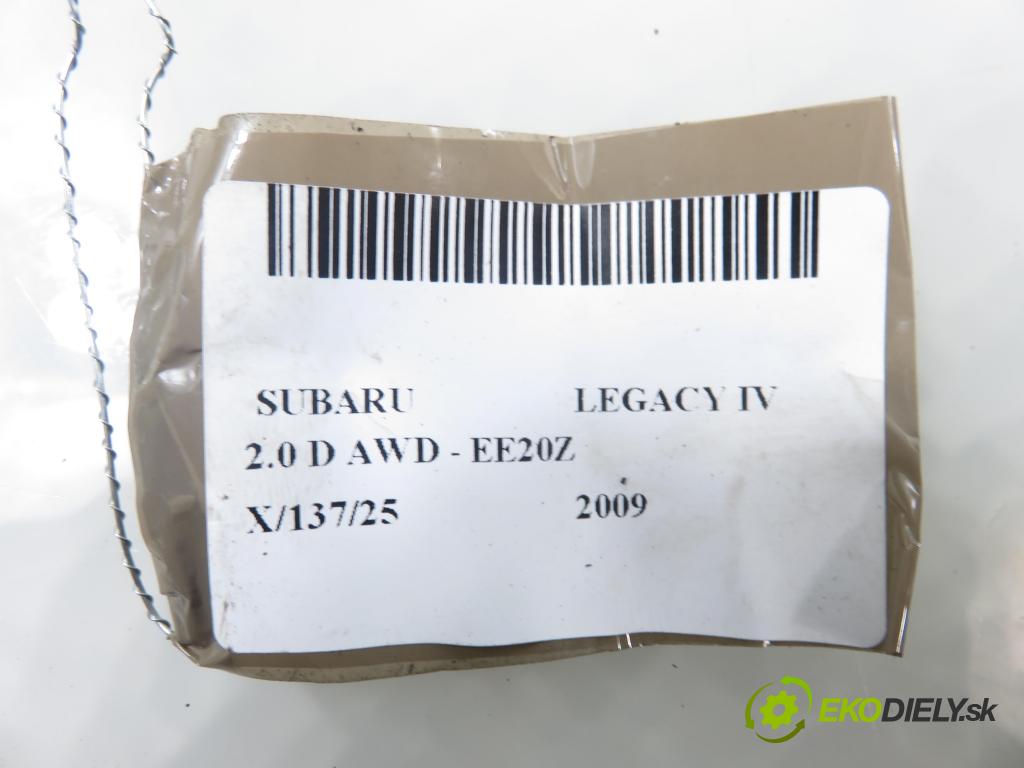 SUBARU LEGACY IV
2.0 D AWD - EE20Z
X/137/25 2009
EKODIELY.sk